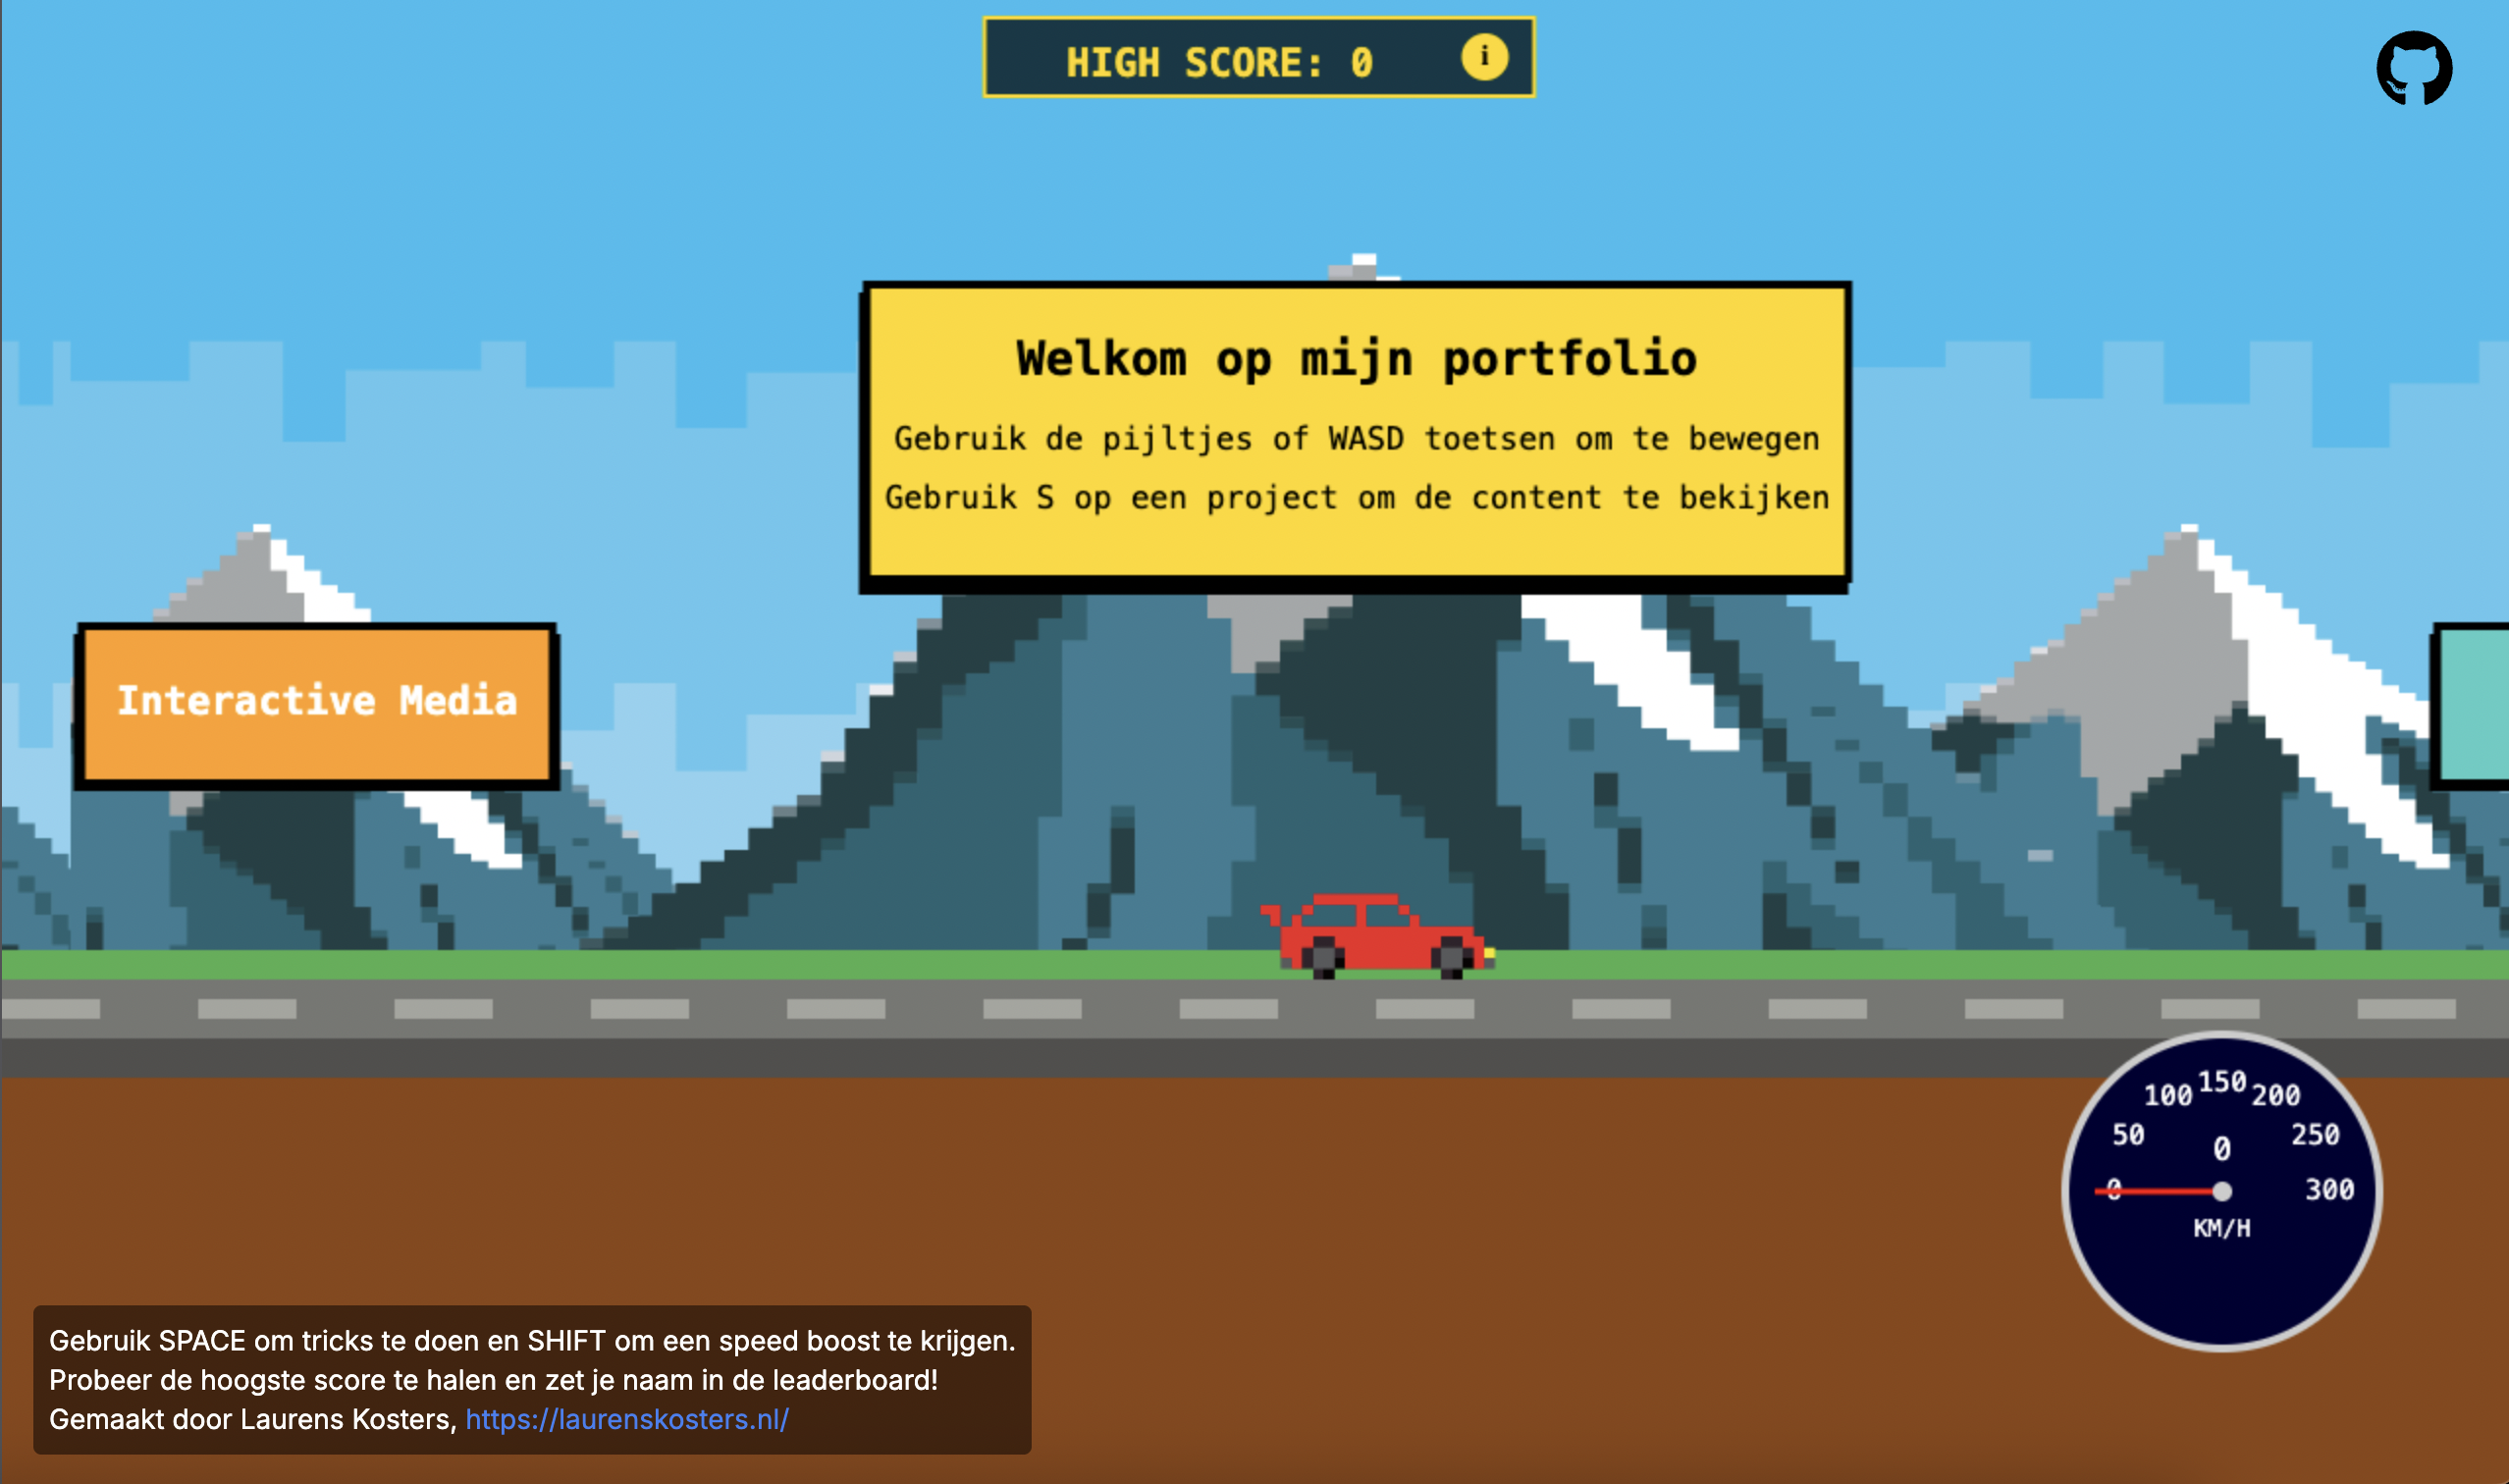 HIGH SCORE: 0
i
Welkom op mijn portfolio
Gebruik de pijltjes of WASD toetsen om te bewegen
Gebruik S op een project om de content te bekijken
Interactive Media
0
50
100
150
200
250
300
0
KM/H
Gebruik SPACE om tricks te doen en SHIFT om een speed boost te krijgen.
Probeer de hoogste score te halen en zet je naam in de leaderboard!
Gemaakt door Laurens Kosters, https://laurenskosters.nl/